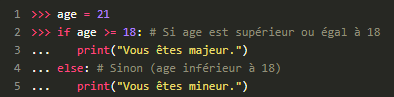 1 >>> age = 21
2 >>> if age >= 18: # Si age est supérieur ou égal à 18
3 ...    print("Vous êtes majeur.")
4 ... else: # Sinon (age inférieur à 18)
5 ...    print("Vous êtes mineur.")